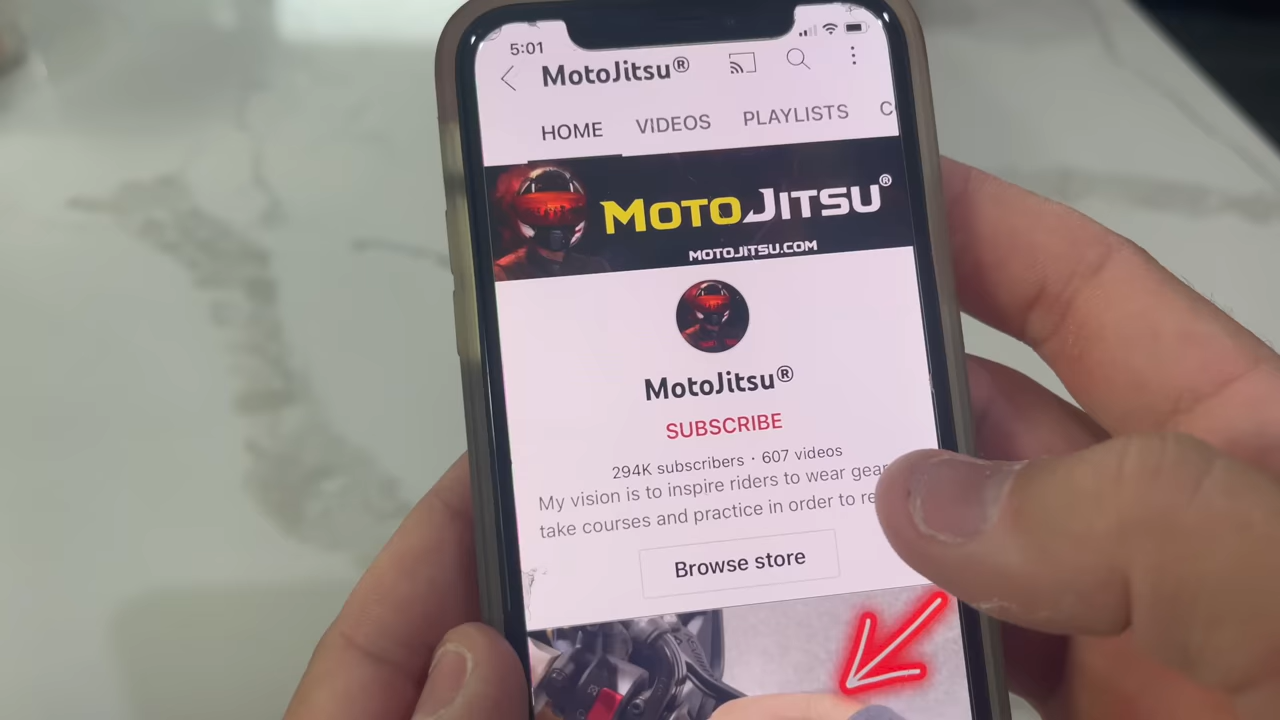 5:01
MotoJitsu®
HOME VIDEOS PLAYLISTS C
MOTOJITSU®
MOTOJITSU.COM
MotoJitsu®
SUBSCRIBE
294K subscribers · 607 videos
My vision is to inspire riders to wear gear
take courses and practice in order to re
Browse store